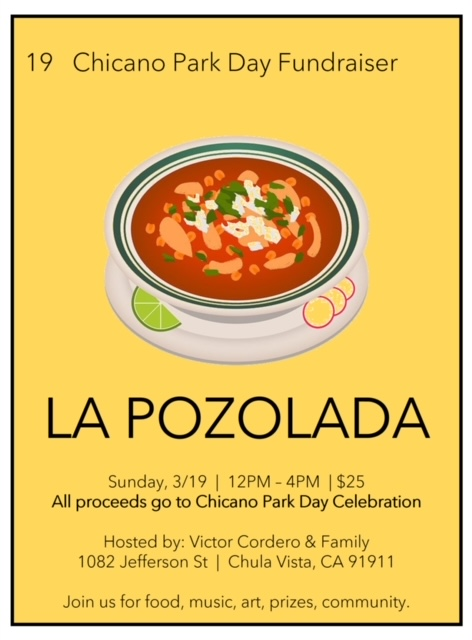 19 Chicano Park Day Fundraiser
LA POZOLADA
Sunday, 3/19 | 12PM – 4PM | $25
All proceeds go to Chicano Park Day Celebration
Hosted by: Victor Cordero & Family
1082 Jefferson St | Chula Vista, CA 91911
Join us for food, music, art, prizes, community.